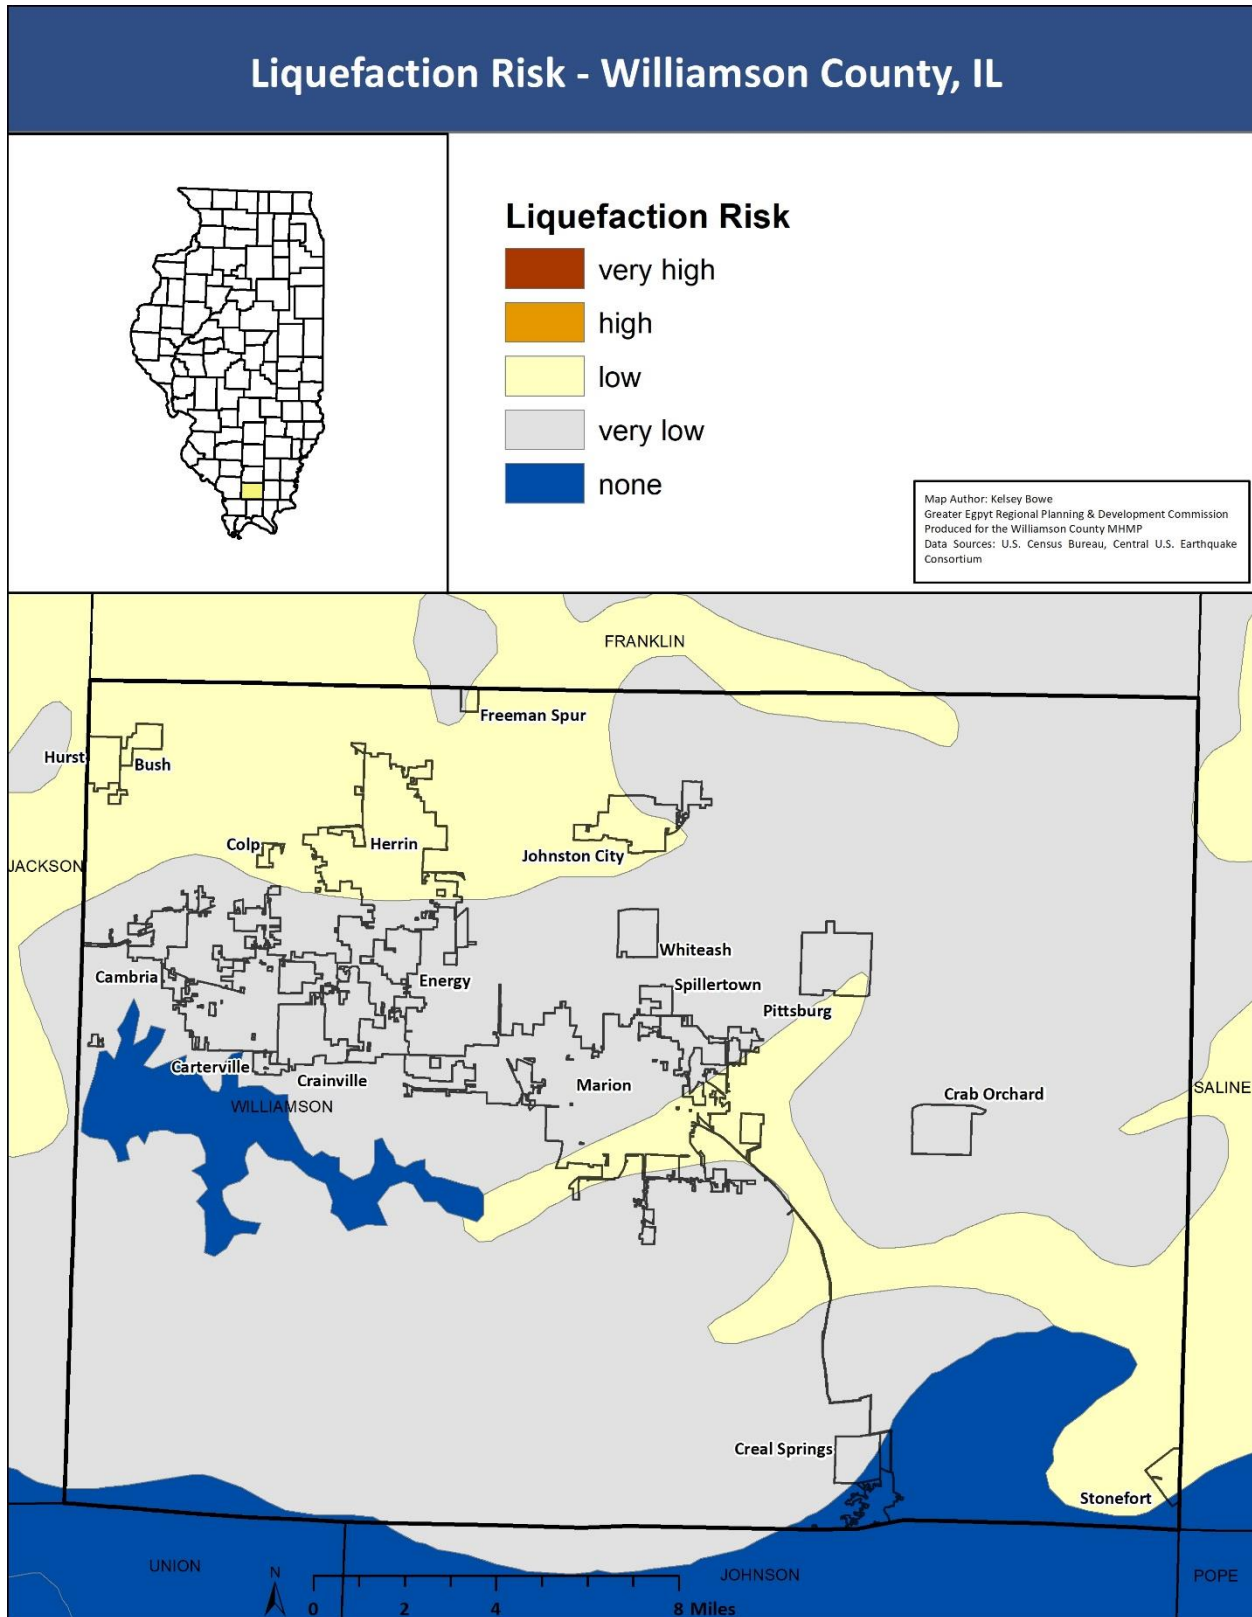 Liquefaction Risk - Williamson County, IL
Liquefaction Risk
very high
high
low
very low
none
Map Author: Kelsey Bowe
Greater Egpyt Regional Planning & Development Commission
Produced for the Williamson County MHMP
Data Sources: U.S. Census Bureau, Central U.S. Earthquake
Consortium
FRANKLIN
Freeman Spur
Hurst
Bush
Colp
Herrin
Johnston City
JACKSON
Whiteash
Cambria
Energy
Spillertown
Pittsburg
Carterville
Crainville
Marion
WILLIAMSON
Crab Orchard
SALINE
Creal Springs
Stonefort
UNION
N
JOHNSON
POPE
0 2 4 8 Miles